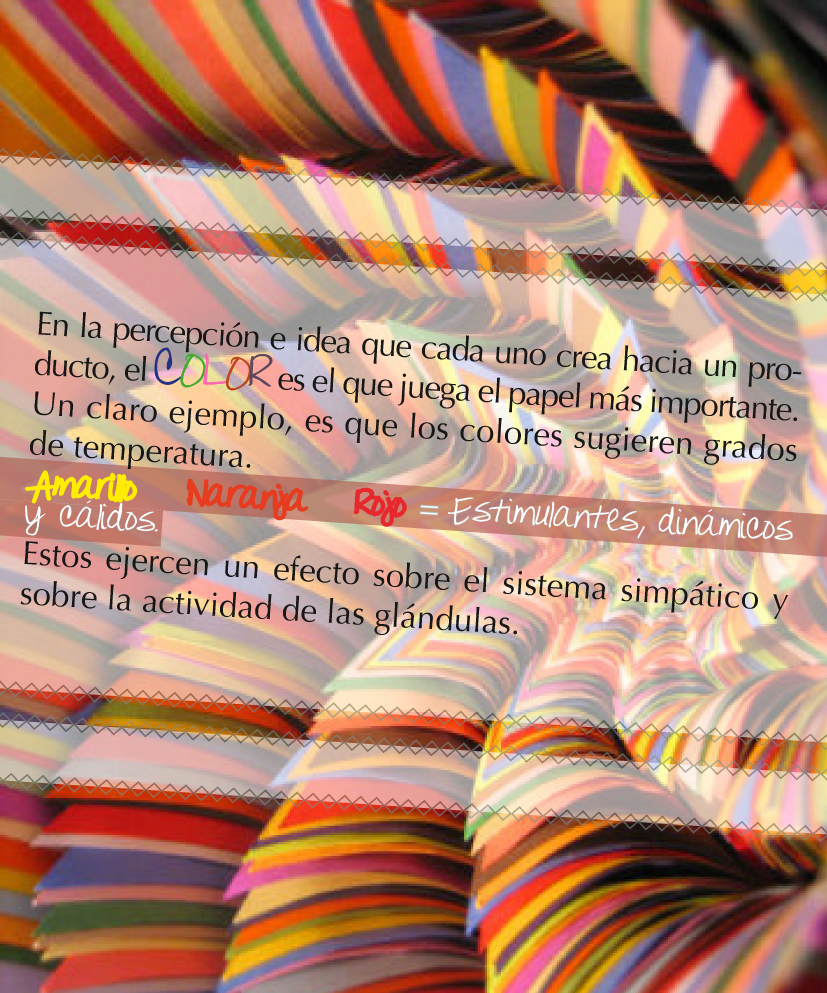 En la percepción e idea que cada uno crea hacia un pro-
ducto, el COLOR es el que juega el papel más importante.
Un claro ejemplo, es que los colores sugieren grados
de temperatura.
Amarillo Naranja Rojo = Estimulantes, dinámicos
y cálidos.
Estos ejercen un efecto sobre el sistema simpático y
sobre la actividad de las glándulas.